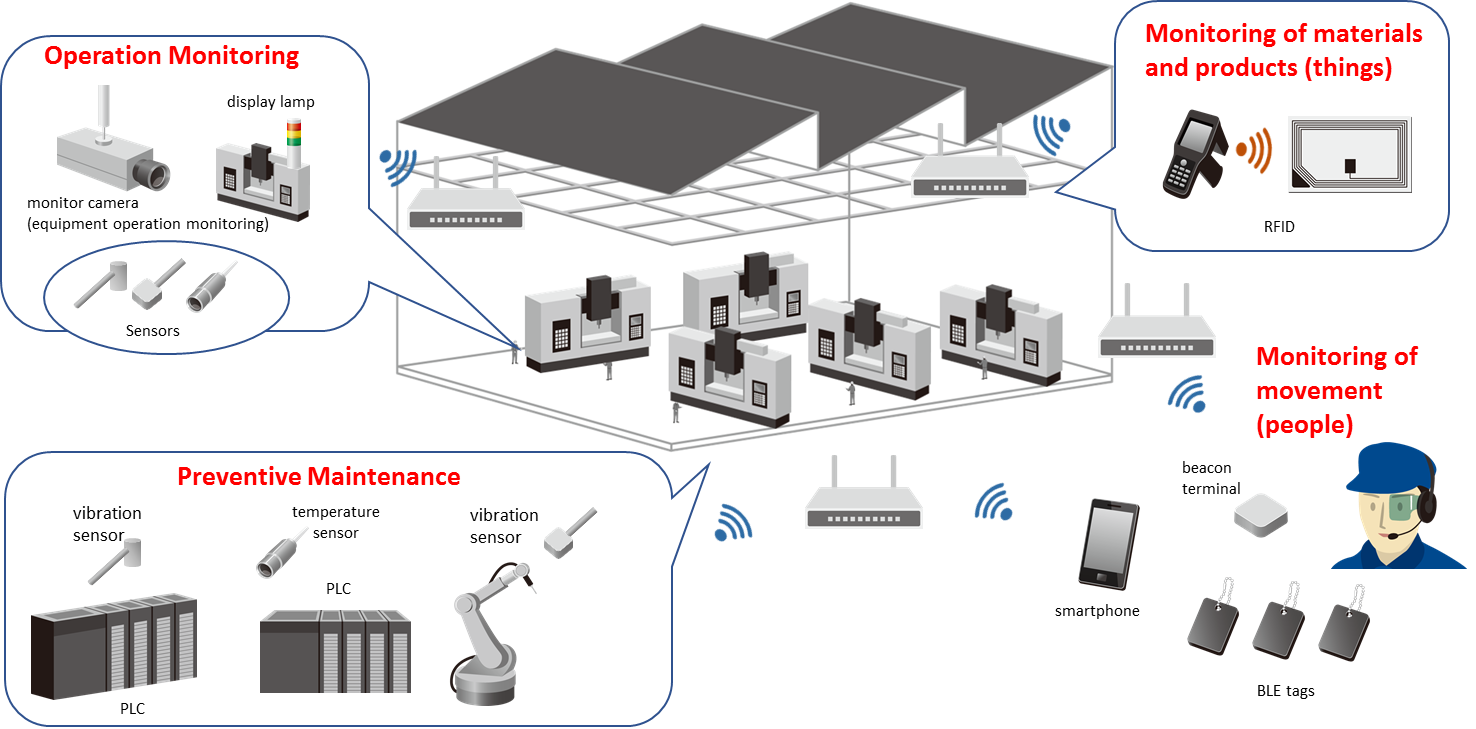 Operation Monitoring
display lamp
monitor camera
(equipment operation monitoring)
Sensors
Monitoring of materials
and products (things)
RFID
Monitoring of
movement
(people)
beacon
terminal
smartphone
BLE tags
Preventive Maintenance
vibration
sensor
PLC
temperature
sensor
PLC
vibration
sensor